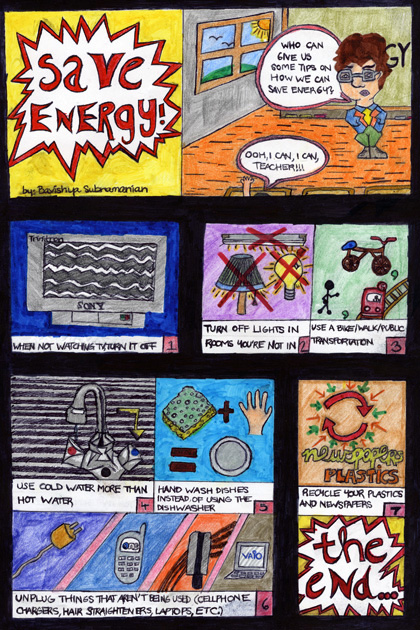 Save
ENERGY!
by: Bavishya Subramanian
WHO CAN
GIVE US
SOME TIPS ON
HOW WE CAN
SAVE ENERGY?
GY
OOH, I CAN, I CAN,
TEACHER!!!
SONY
WHEN NOT WATCHING TV, TURN IT OFF
1
TURN OFF LIGHTS IN
ROOMS YOU'RE NOT IN
2
USE A BIKE/WALK/PUBLIC
TRANSPORTATION
3
USE COLD WATER MORE THAN
HOT WATER
4
HAND WASH DISHES
INSTEAD OF USING THE
DISHWASHER
5
VAIO
UNPLUG THINGS THAT AREN'T BEING USED (CELLPHONE
CHARGERS, HAIR STRAIGHTENERS, LAPTOPS, ETC.)
6
newspapers
PLASTICS
RECYCLE YOUR PLASTICS
AND NEWSPAPERS
7
the
END...